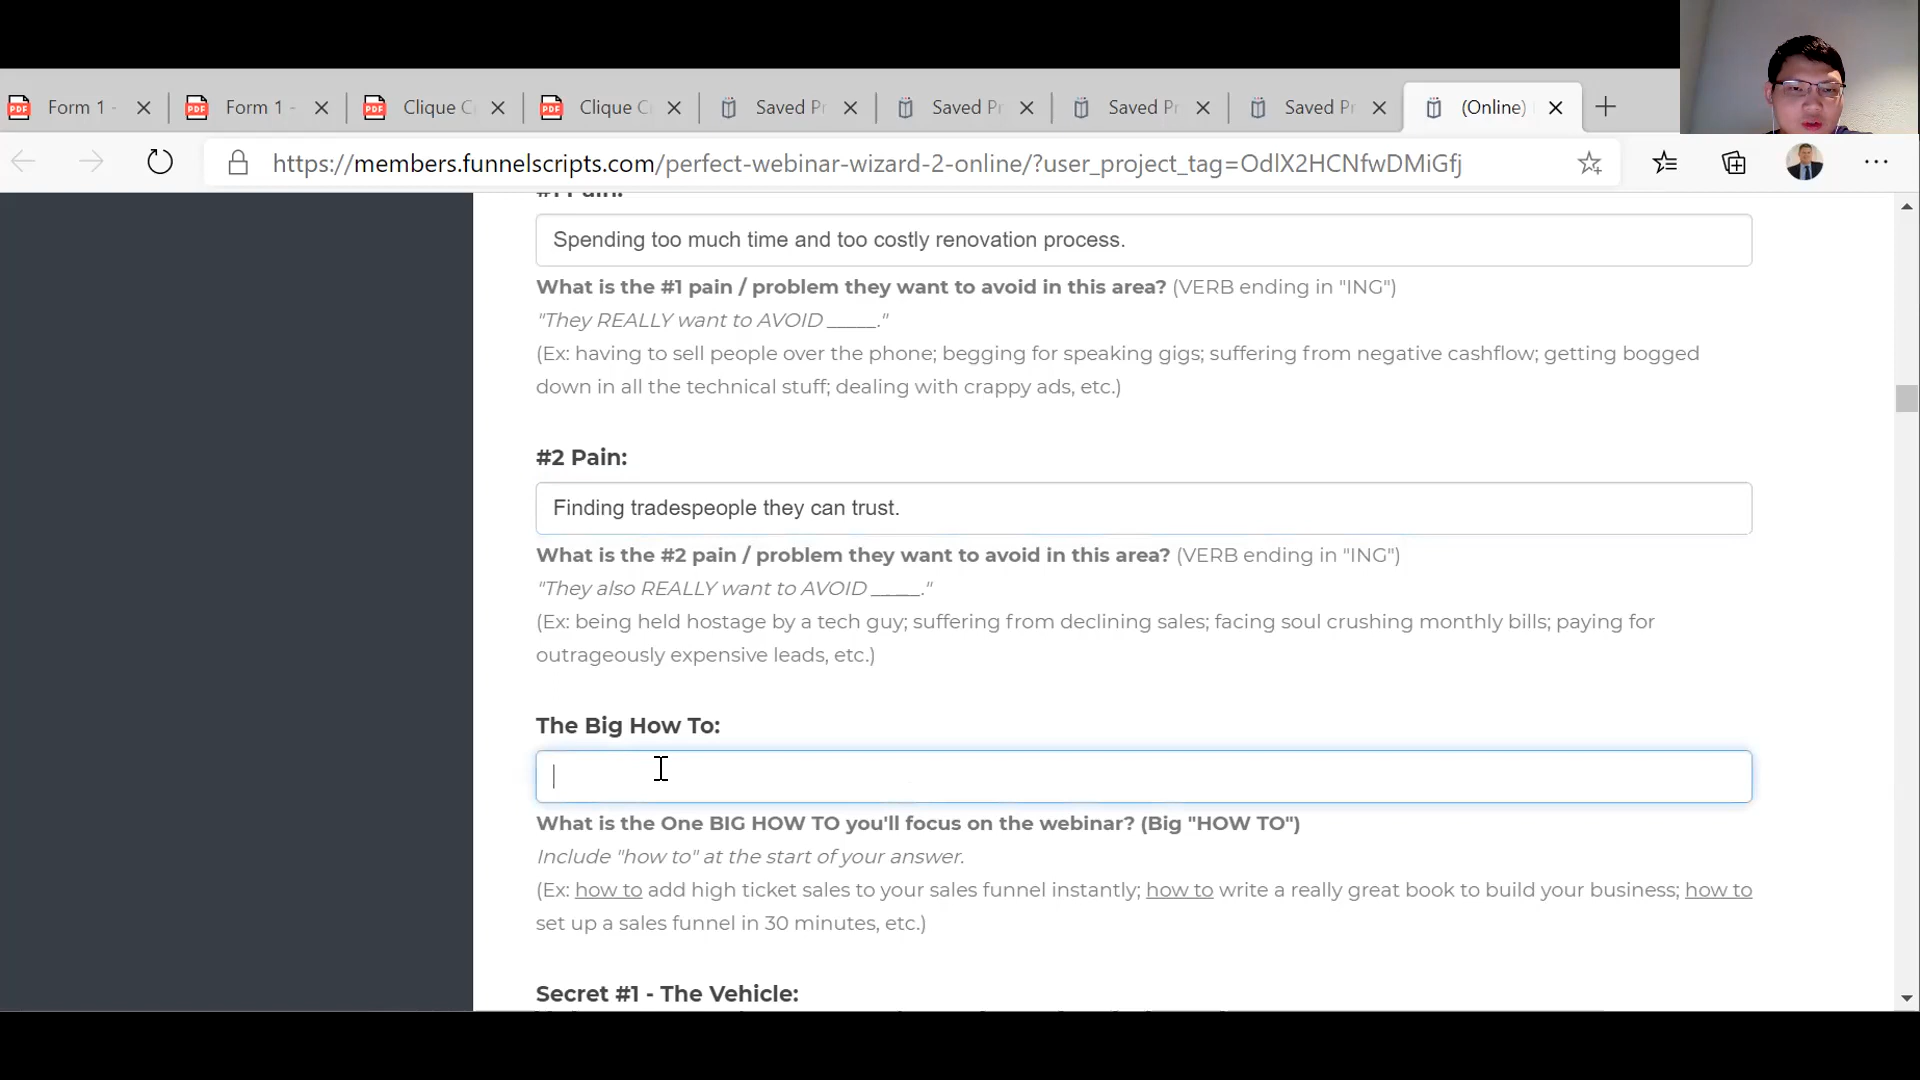 Form 1 -
Form 1 -
Clique C
Clique C
Saved Pr
Saved Pr
Saved Pr
Saved Pr
(Online)
https://members.funnelscripts.com/perfect-webinar-wizard-2-online/?user_project_tag=OdlX2HCNfwDMiGfj
#1 Pain:
Spending too much time and too costly renovation process.
What is the #1 pain / problem they want to avoid in this area? (VERB ending in "ING")
"They REALLY want to AVOID _____."
(Ex: having to sell people over the phone; begging for speaking gigs; suffering from negative cashflow; getting bogged
down in all the technical stuff; dealing with crappy ads, etc.)
#2 Pain:
Finding tradespeople they can trust.
What is the #2 pain / problem they want to avoid in this area? (VERB ending in "ING")
"They also REALLY want to AVOID _____."
(Ex: being held hostage by a tech guy; suffering from declining sales; facing soul crushing monthly bills; paying for
outrageously expensive leads, etc.)
The Big How To:
What is the One BIG HOW TO you'll focus on the webinar? (Big "HOW TO")
Include "how to" at the start of your answer.
(Ex: how to add high ticket sales to your sales funnel instantly; how to write a really great book to build your business; how to
set up a sales funnel in 30 minutes, etc.)
Secret #1 - The Vehicle: